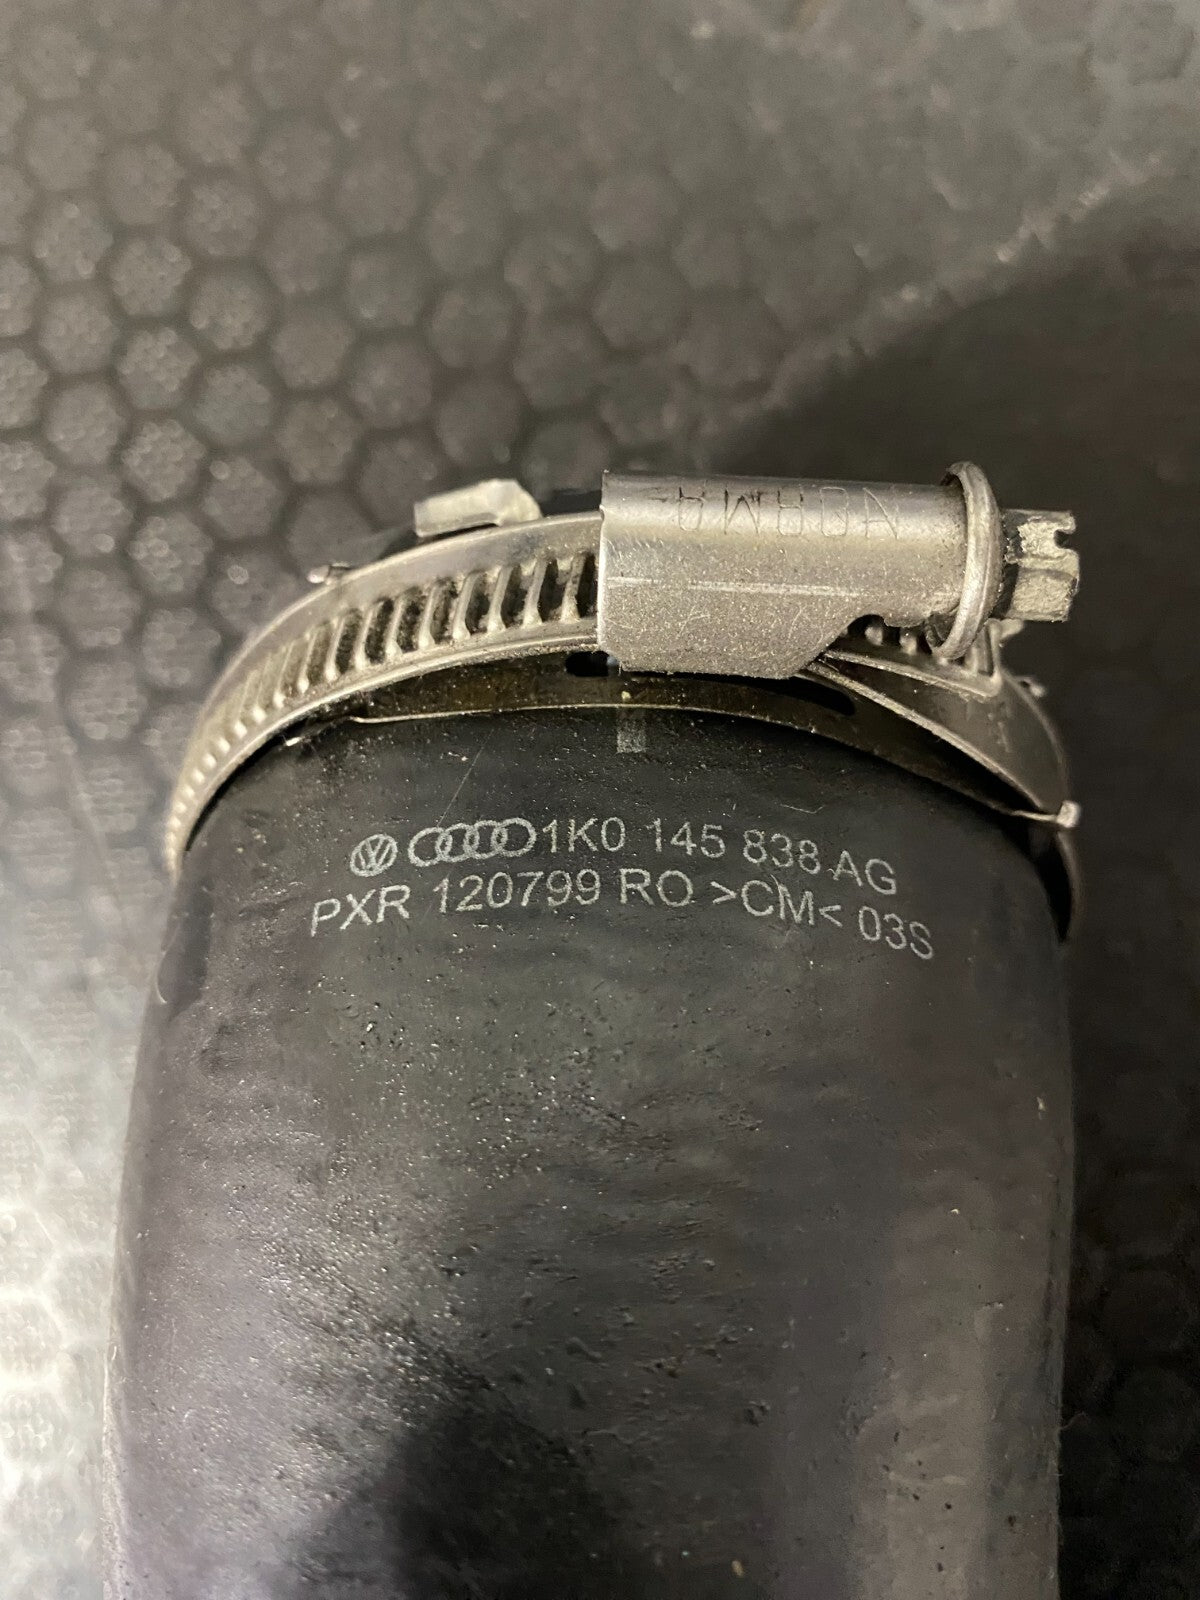 NORMA
1K0 145 838 AG
PXR 120799 RO >CM< 03S